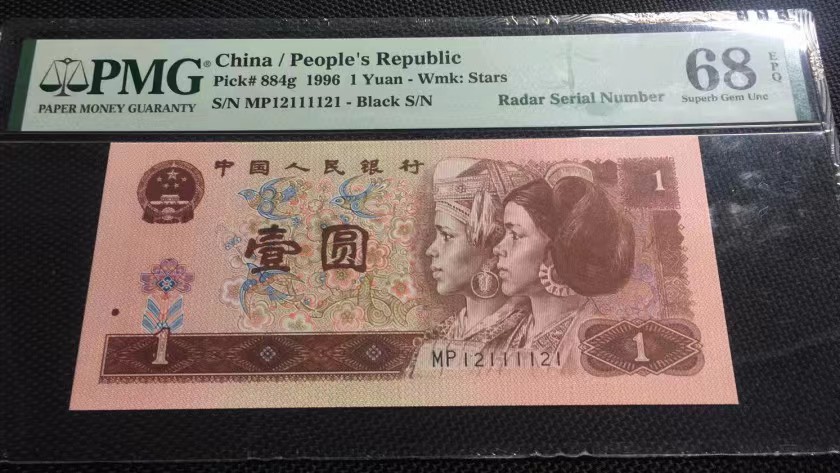 PMG®
PAPER MONEY GUARANTY
China / People's Republic
Pick# 884g 1996 1 Yuan - Wmk: Stars
S/N MP12111121 - Black S/N
Radar Serial Number
68 EPQ
Superb Gem Unc
中国人民银行
1
壹圆
1
1
MP12111121